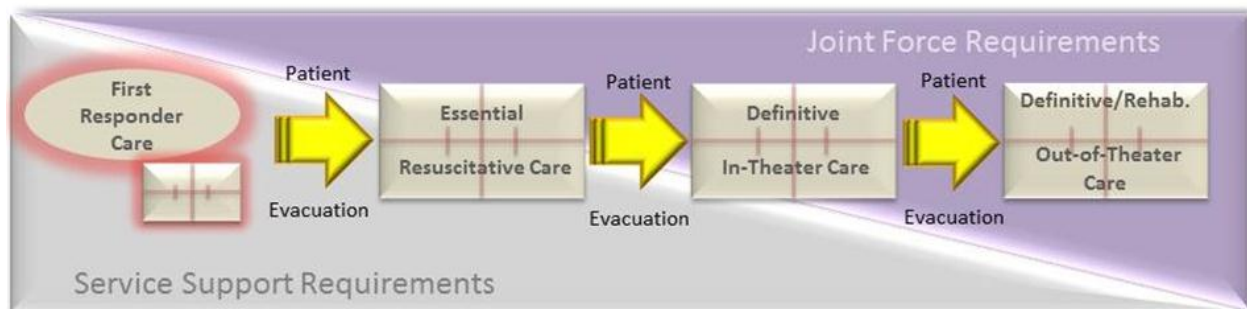 Joint Force Requirements
First
Responder
Care
Patient
Evacuation
Essential
Resuscitative Care
Patient
Evacuation
Definitive
In-Theater Care
Patient
Evacuation
Definitive/Rehab.
Out-of-Theater
Care
Service Support Requirements